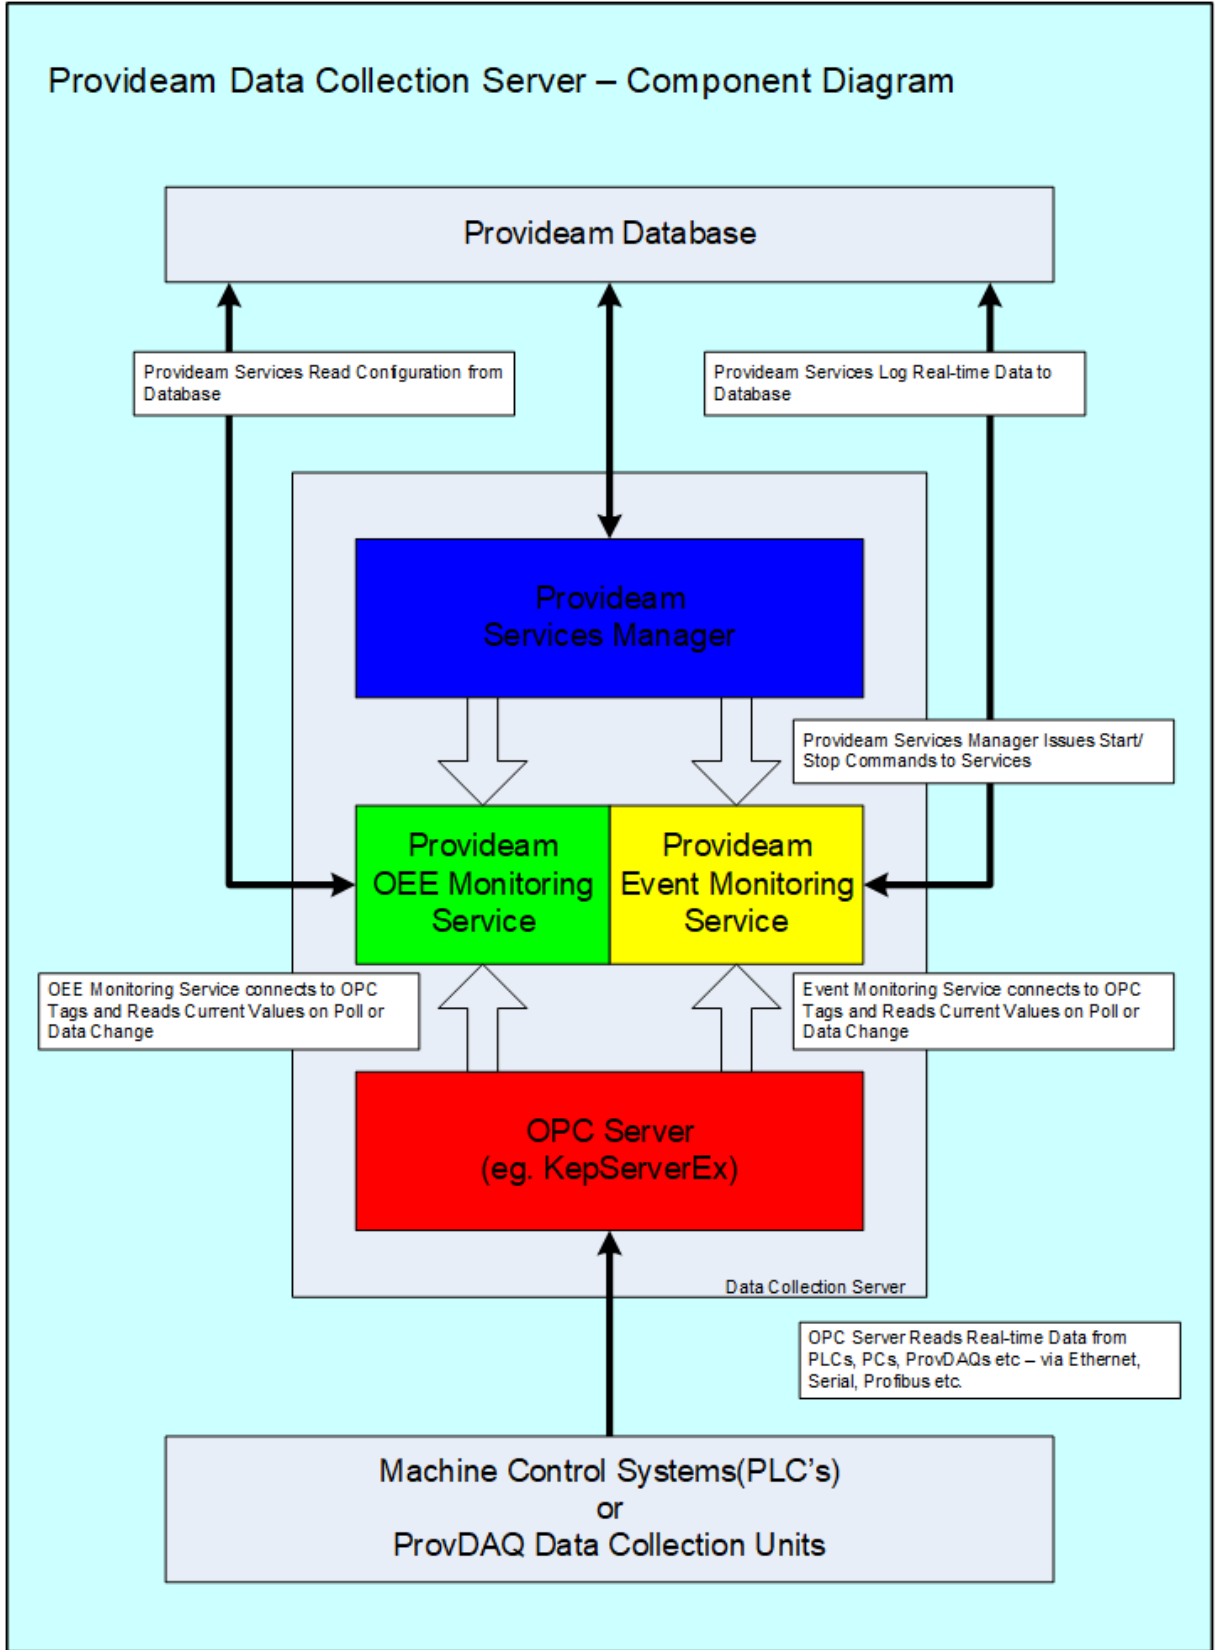 Provideam Data Collection Server – Component Diagram
Provideam Database
Provideam Services Read Configuration from
Database
Provideam Services Log Real-time Data to
Database
Provideam
Services Manager
Provideam Services Manager Issues Start/
Stop Commands to Services
Provideam
OEE Monitoring
Service
Provideam
Event Monitoring
Service
OEE Monitoring Service connects to OPC
Tags and Reads Current Values on Poll or
Data Change
Event Monitoring Service connects to OPC
Tags and Reads Current Values on Poll or
Data Change
OPC Server
(eg. KepServerEx)
Data Collection Server
OPC Server Reads Real-time Data from
PLCs, PCs, ProvDAQs etc – via Ethernet,
Serial, Profibus etc.
Machine Control Systems(PLC's)
or
ProvDAQ Data Collection Units